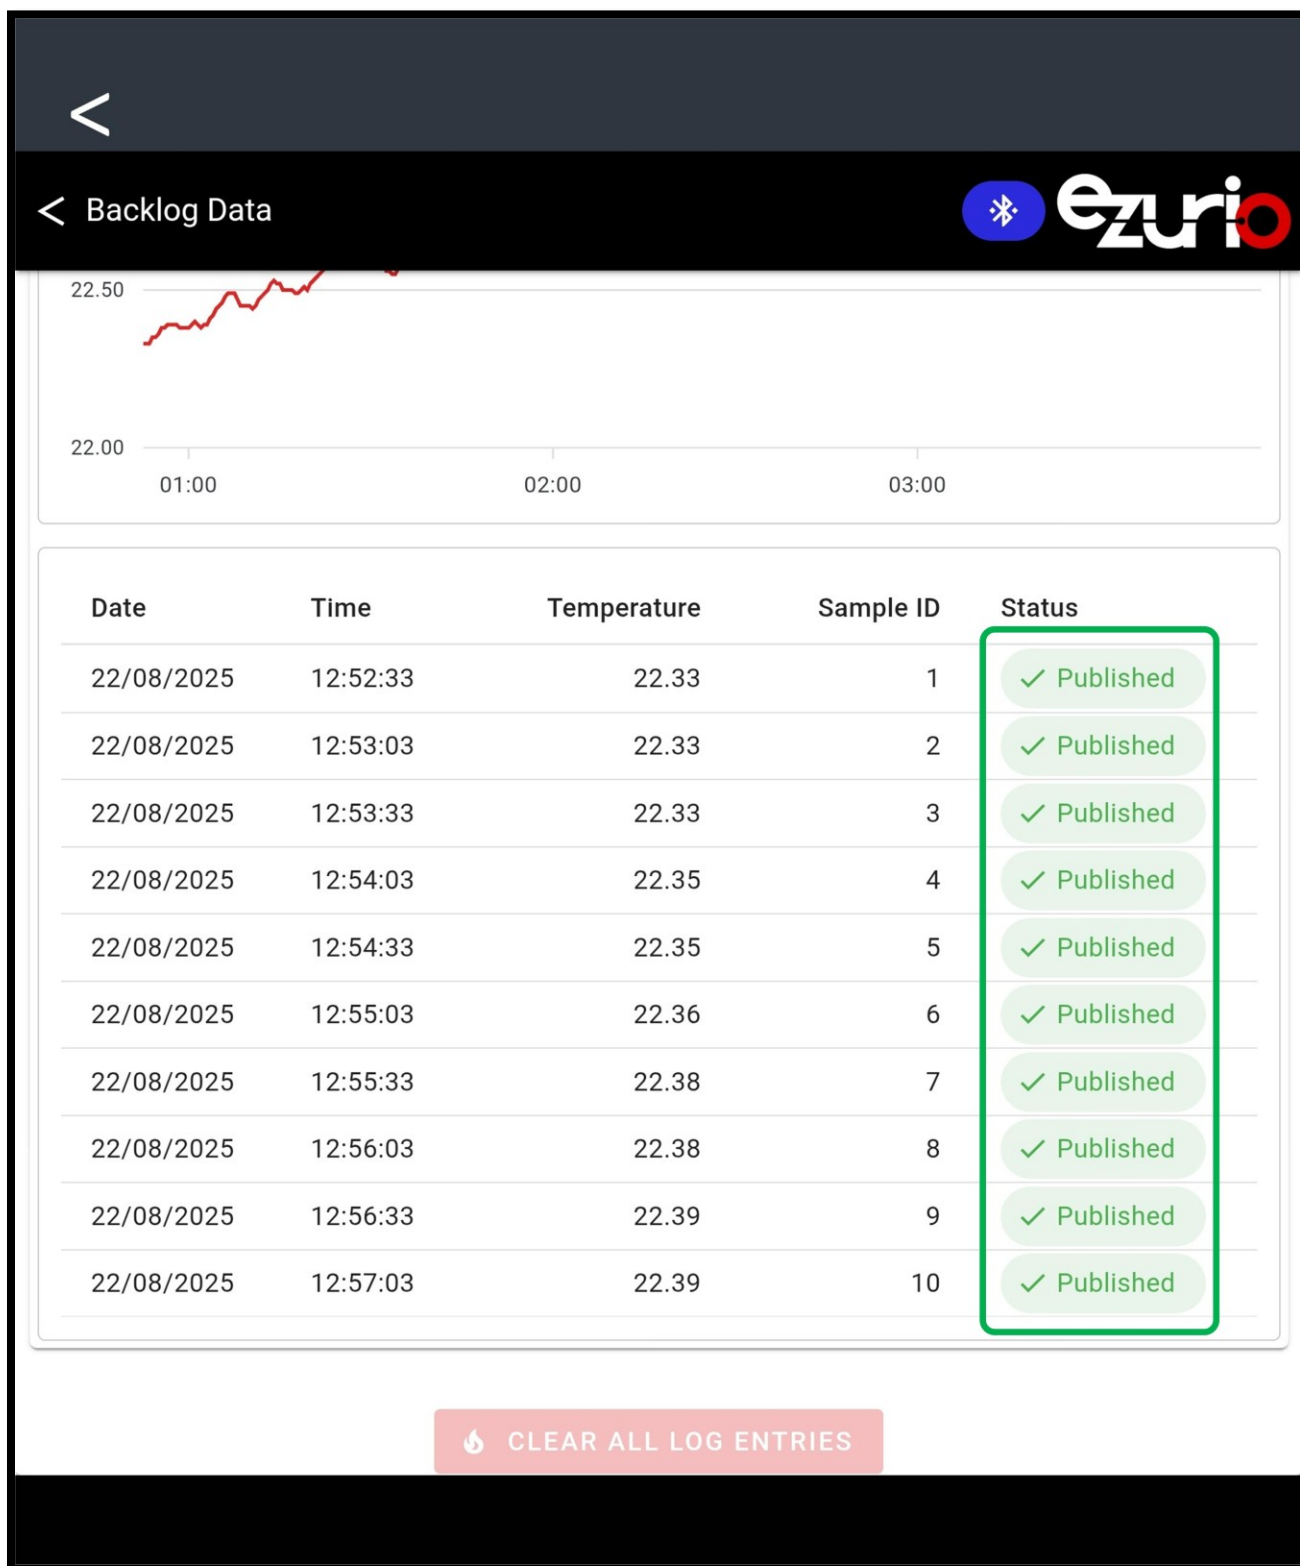 <
< Backlog Data
ezurio
22.50
22.00
01:00 02:00 03:00
Date Time Temperature Sample ID Status
22/08/2025 12:52:33 22.33 1 ✓ Published
22/08/2025 12:53:03 22.33 2 ✓ Published
22/08/2025 12:53:33 22.33 3 ✓ Published
22/08/2025 12:54:03 22.35 4 ✓ Published
22/08/2025 12:54:33 22.35 5 ✓ Published
22/08/2025 12:55:03 22.36 6 ✓ Published
22/08/2025 12:55:33 22.38 7 ✓ Published
22/08/2025 12:56:03 22.38 8 ✓ Published
22/08/2025 12:56:33 22.39 9 ✓ Published
22/08/2025 12:57:03 22.39 10 ✓ Published
CLEAR ALL LOG ENTRIES